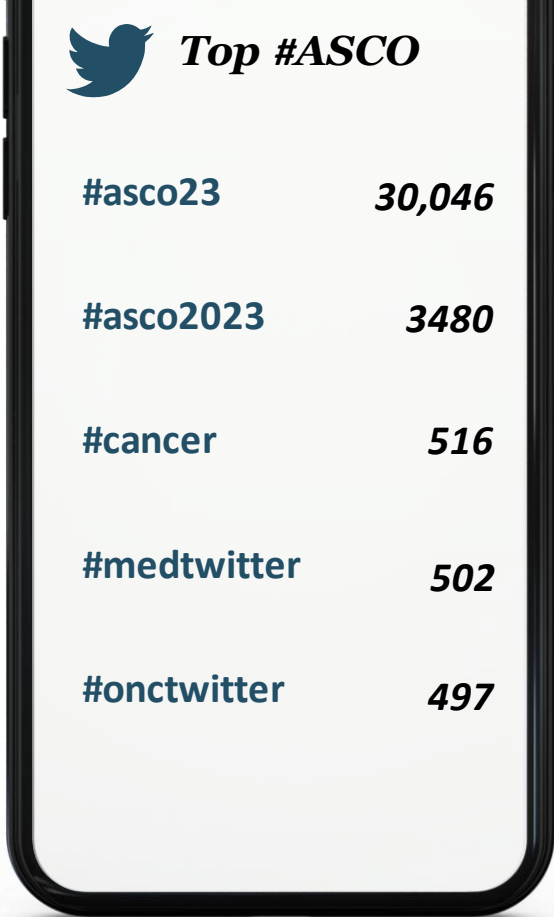 Top #ASCO
#asco23 30,046
#asco2023 3480
#cancer 516
#medtwitter 502
#onctwitter 497